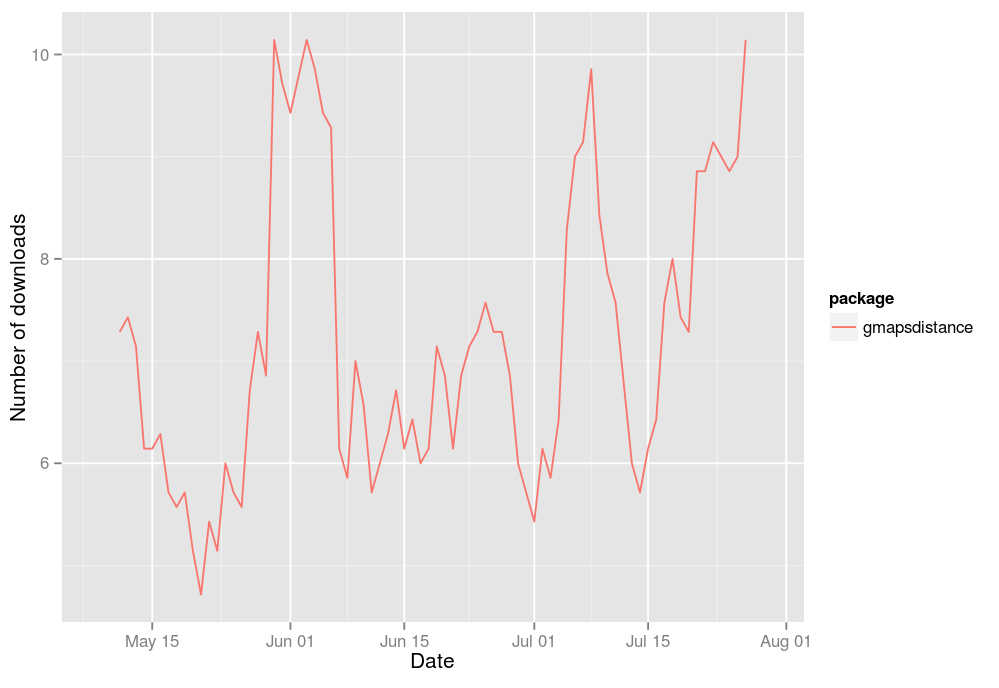 Number of downloads
10
8
6
May 15
Jun 01
Jun 15
Jul 01
Jul 15
Aug 01
Date
package
gmapsdistance